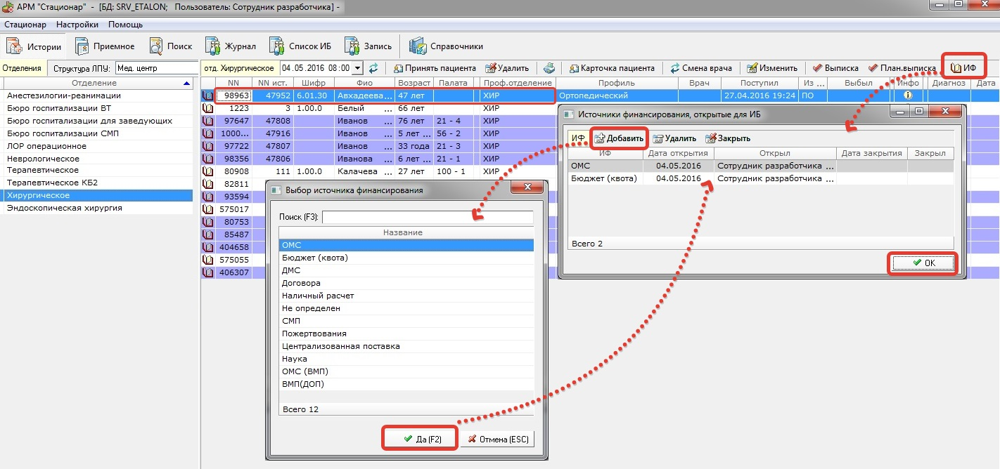 АРМ "Стационар" - [БД: SRV_ETALON; Пользователь: Сотрудник разработчика] -
Стационар Настройки Помощь
Истории Приемное Поиск Журнал Список ИБ Запись Справочники
Отделения Структура ЛПУ: Мед. центр
отд. Хирургическое 04.05.2016 08:00 Принять пациента Удалить Карточка пациента Смена врача Изменить Выписка План.выписка ИФ
Отделение
Анестезилогии-реанимации
Бюро госпитализации ВТ
Бюро госпитализации для заведующих
Бюро госпитализации СМП
ЛОР операционное
Неврологическое
Терапевтическое
Терапевтическое КБ2
Хирургическое
Эндоскопическая хирургия
NN NN ист. Шифр Фио Возраст Палата Проф.отделение Профиль Врач Поступил Из ... Выбыл Инфо Диагноз Дата
98963 47952 6.01.30 Авхадеева... 47 лет ХИР Ортопедический 27.04.2016 19:24 ПО
1223 3 1.00.0 Белый ... 66 лет ХИР
97647 47808 Иванов ... 76 лет 21 - 4 ХИР
1000... 47916 Иванов ... 5 лет ... 56 - 2 ХИР
97722 47807 Иванов ... 33 года 21 - 3 ХИР
98356 47806 Иванова ... 6 лет ... 21 - 1 ХИР
80908 111 1.00.0 Калачева ... 27 лет 100 - 1 ХИР
82811
93594
575017
80753
85487
404658
575055
406307
Источники финансирования, открытые для ИБ
ИФ Добавить Удалить Закрыть
ИФ Дата открытия Открыл Дата закрытия Закрыл
ОМС 04.05.2016 Сотрудник разработчика ...
Бюджет (квота) 04.05.2016 Сотрудник разработчика ...
Всего 2
OK
Выбор источника финансирования
Поиск (F3):
Название
ОМС
Бюджет (квота)
ДМС
Договора
Наличный расчет
Не определен
СМП
Пожертвования
Централизованная поставка
Наука
ОМС (ВМП)
ВМП(ДОП)
Всего 12
Да (F2) Отмена (ESC)